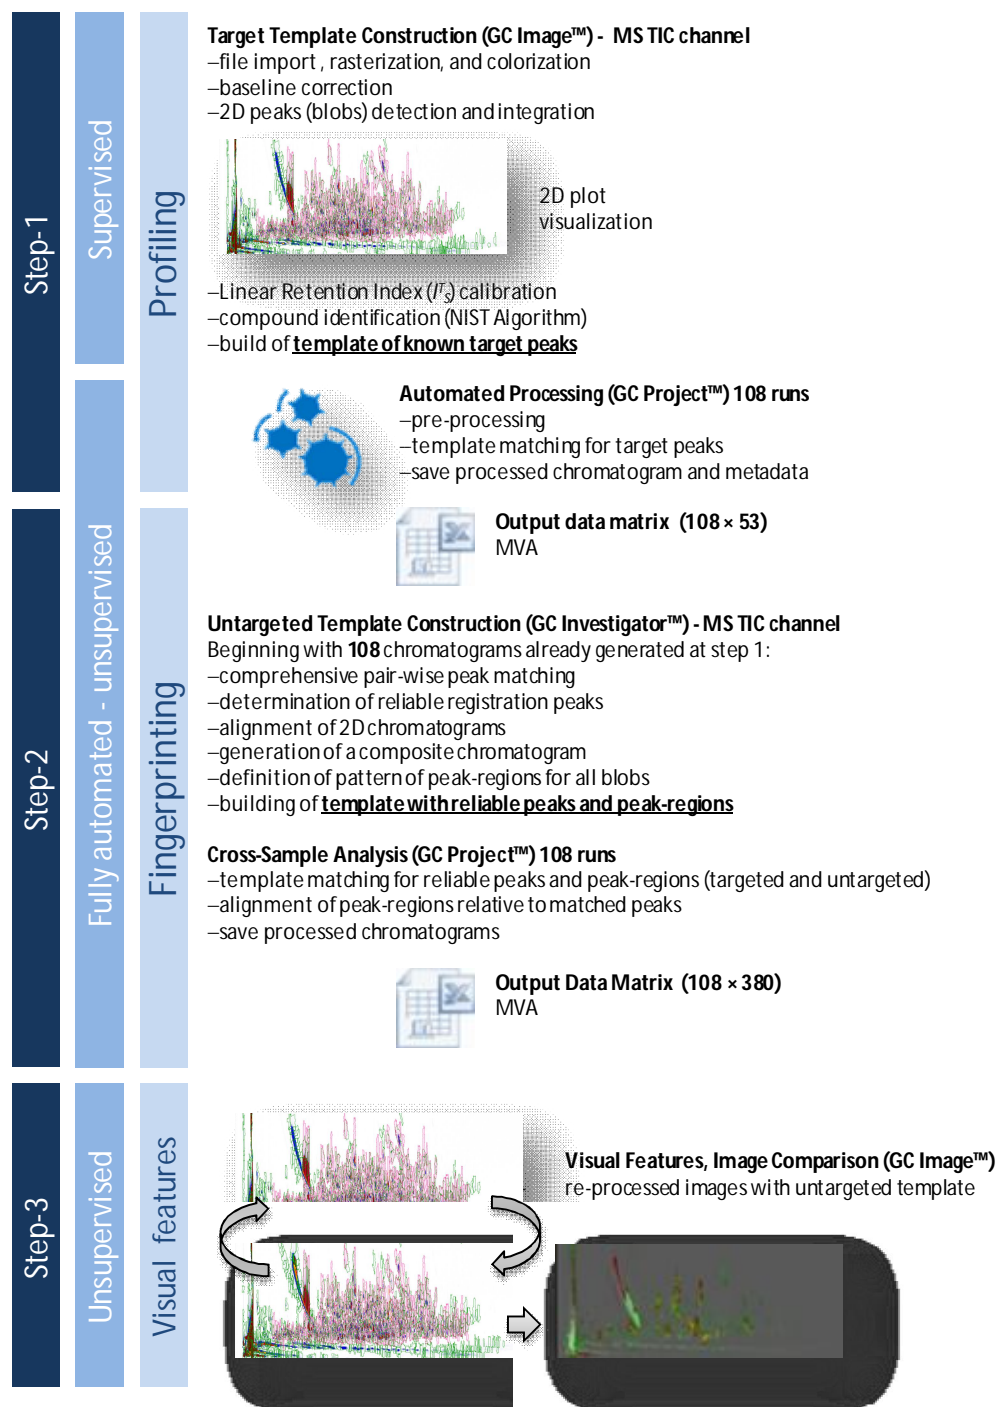 Step-1
Supervised
Profiling
Target Template Construction (GC Image™) - MS TIC channel
–file import , rasterization, and colorization
–baseline correction
–2D peaks (blobs) detection and integration
2D plot
visualization
–Linear Retention Index (I^T_S) calibration
–compound identification (NIST Algorithm)
–build of template of known target peaks
Automated Processing (GC Project™) 108 runs
–pre-processing
–template matching for target peaks
–save processed chromatogram and metadata
Output data matrix (108 × 53)
MVA
Step-2
Fully automated - unsupervised
Fingerprinting
Untargeted Template Construction (GC Investigator™) - MS TIC channel
Beginning with 108 chromatograms already generated at step 1:
–comprehensive pair-wise peak matching
–determination of reliable registration peaks
–alignment of 2D chromatograms
–generation of a composite chromatogram
–definition of pattern of peak-regions for all blobs
–building of template with reliable peaks and peak-regions
Cross-Sample Analysis (GC Project™) 108 runs
–template matching for reliable peaks and peak-regions (targeted and untargeted)
–alignment of peak-regions relative to matched peaks
–save processed chromatograms
Output Data Matrix (108 × 380)
MVA
Step-3
Unsupervised
Visual features
Visual Features, Image Comparison (GC Image™)
re-processed images with untargeted template